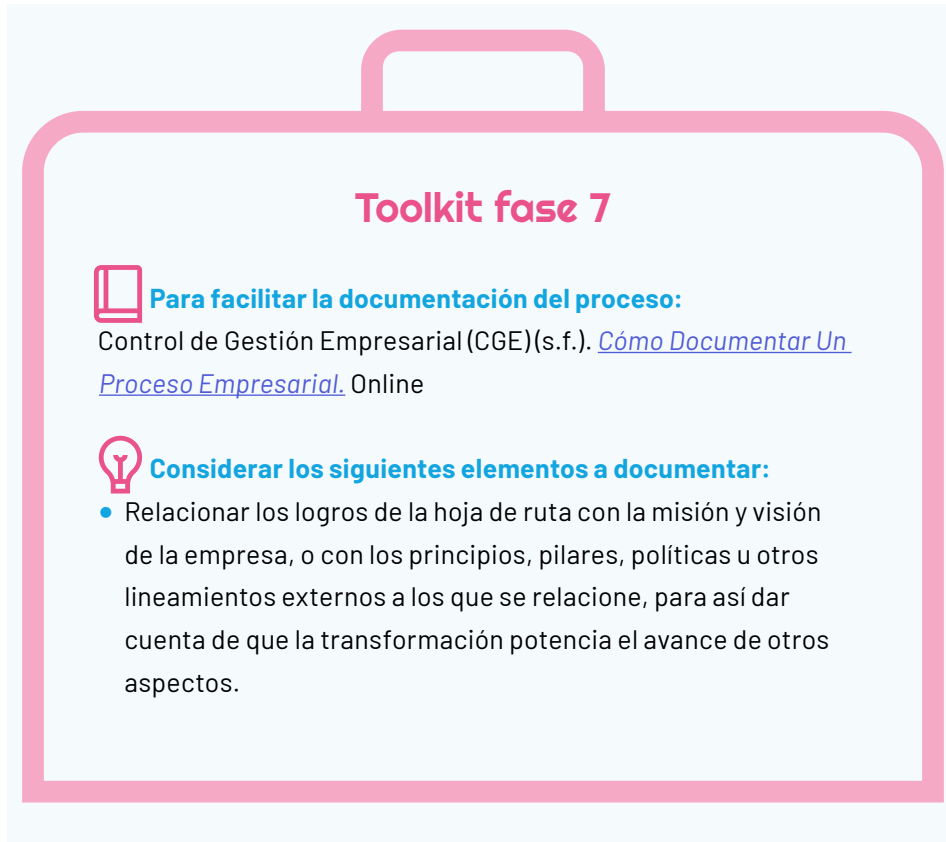 Toolkit fase 7
Para facilitar la documentación del proceso:
Control de Gestión Empresarial (CGE) (s.f.). Cómo Documentar Un
Proceso Empresarial. Online
Considerar los siguientes elementos a documentar:
• Relacionar los logros de la hoja de ruta con la misión y visión
de la empresa, o con los principios, pilares, políticas u otros
lineamientos externos a los que se relacione, para así dar
cuenta de que la transformación potencia el avance de otros
aspectos.